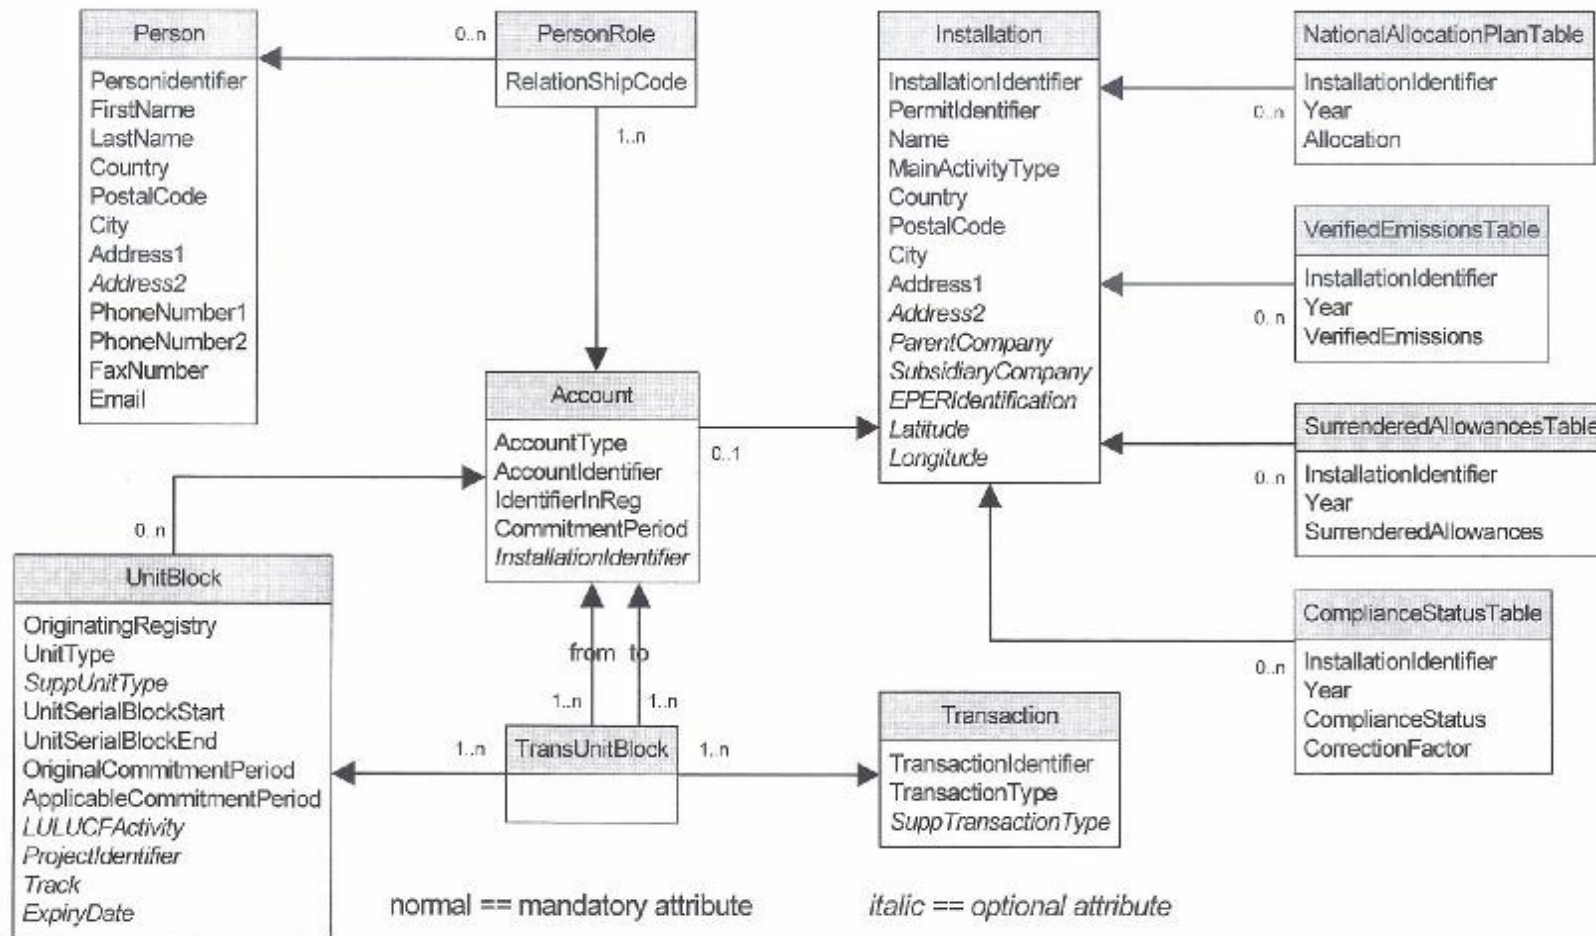 Person
Personidentifier
FirstName
LastName
Country
PostalCode
City
Address1
Address2
PhoneNumber1
PhoneNumber2
FaxNumber
Email
0..n
PersonRole
RelationShipCode
1..n
Installation
InstallationIdentifier
PermitIdentifier
Name
MainActivityType
Country
PostalCode
City
Address1
Address2
ParentCompany
SubsidiaryCompany
EPERIdentification
Latitude
Longitude
NationalAllocationPlanTable
InstallationIdentifier
Year
Allocation
0..n
VerifiedEmissionsTable
InstallationIdentifier
Year
VerifiedEmissions
0..n
SurrenderedAllowancesTable
InstallationIdentifier
Year
SurrenderedAllowances
0..n
ComplianceStatusTable
InstallationIdentifier
Year
ComplianceStatus
CorrectionFactor
0..n
Account
AccountType
AccountIdentifier
IdentifierInReg
CommitmentPeriod
InstallationIdentifier
0..1
0..n
UnitBlock
OriginatingRegistry
UnitType
SuppUnitType
UnitSerialBlockStart
UnitSerialBlockEnd
OriginalCommitmentPeriod
ApplicableCommitmentPeriod
LULUCFActivity
ProjectIdentifier
Track
ExpiryDate
from to
1..n 1..n
1..n
TransUnitBlock
1..n
Transaction
TransactionIdentifier
TransactionType
SuppTransactionType
normal == mandatory attribute
italic == optional attribute